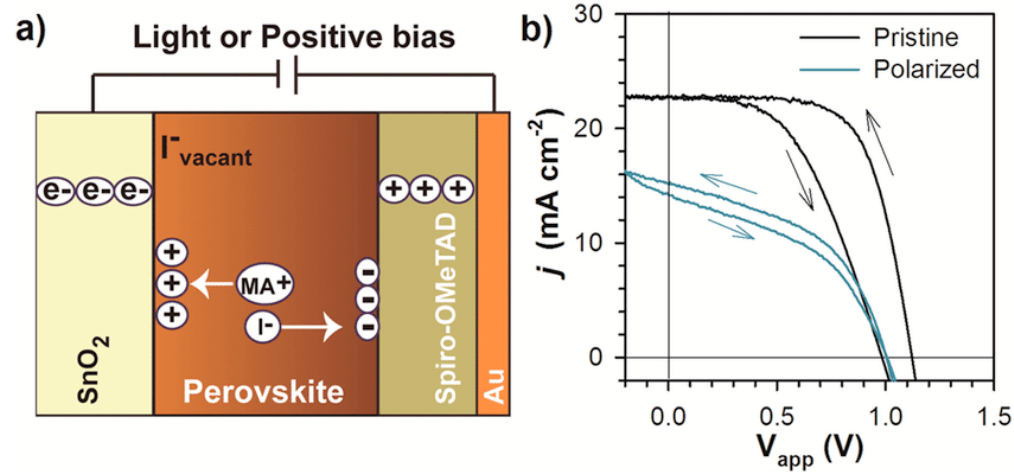 a)
Light or Positive bias
I⁻vacant
e- e- e-
+ + +
+
+
+
MA+
I-
-
-
-
SnO₂
Perovskite
Spiro-OMeTAD
Au
b)
Pristine
Polarized
30
20
10
0
j (mA cm⁻²)
0.0 0.5 1.0 1.5
Vapp (V)